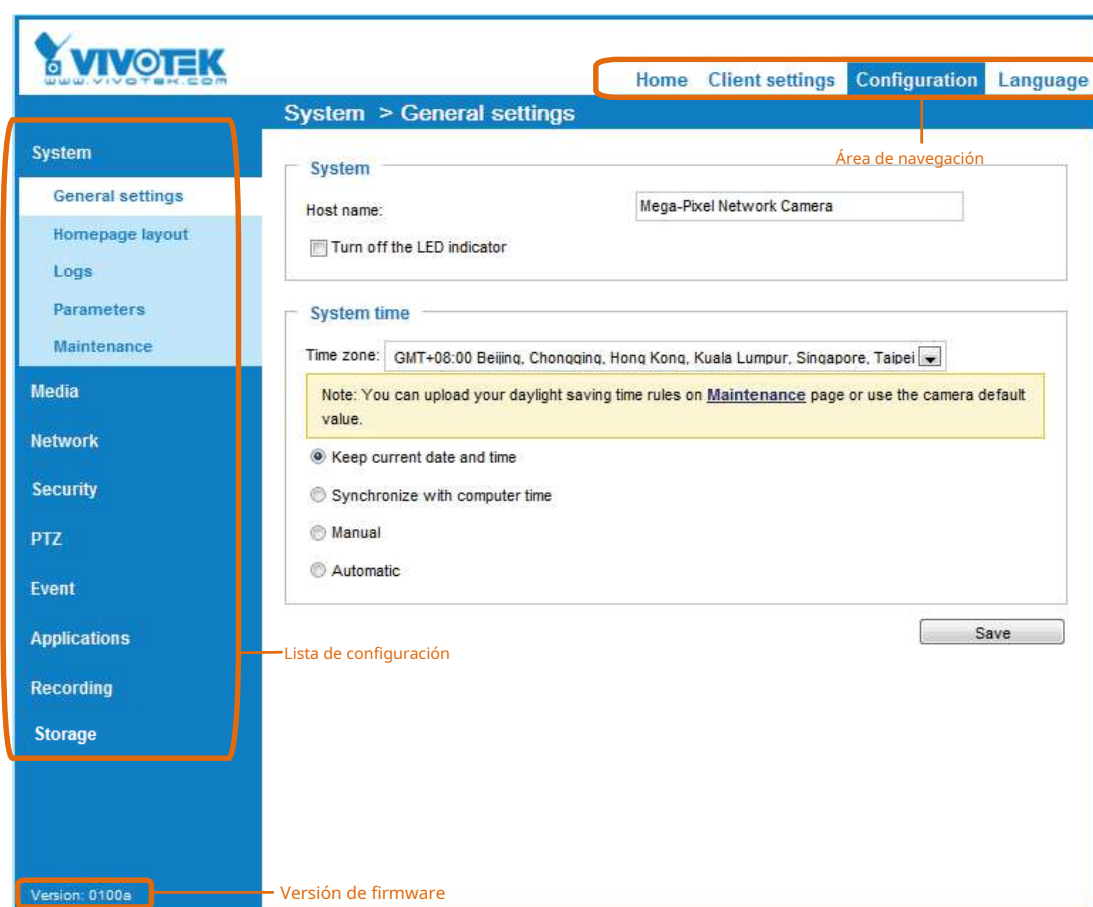 VIVOTEK
www.vivotek.com
Home Client settings Configuration Language
System > General settings
Área de navegación
System
General settings
Homepage layout
Logs
Parameters
Maintenance
Media
Network
Security
PTZ
Event
Applications
Recording
Storage
Version: 0100a
System
Host name: Mega-Pixel Network Camera
Turn off the LED indicator
System time
Time zone: GMT+08:00 Beijing, Chongqing, Hong Kong, Kuala Lumpur, Singapore, Taipei
Note: You can upload your daylight saving time rules on Maintenance page or use the camera default
value.
Keep current date and time
Synchronize with computer time
Manual
Automatic
Save
Lista de configuración
Versión de firmware